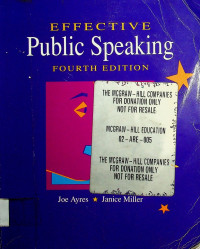 EFFECTIVE
Public Speaking
FOURTH EDITION
THE MCGRAW-HILL COMPANIES
FOR DONATION ONLY
NOT FOR RESALE
MCGRAW-HILL EDUCATION
02-ARE-005
THE MCGRAW-HILL COMPANIES
FOR DONATION ONLY
NOT FOR RESALE
Joe Ayres ★ Janice Miller